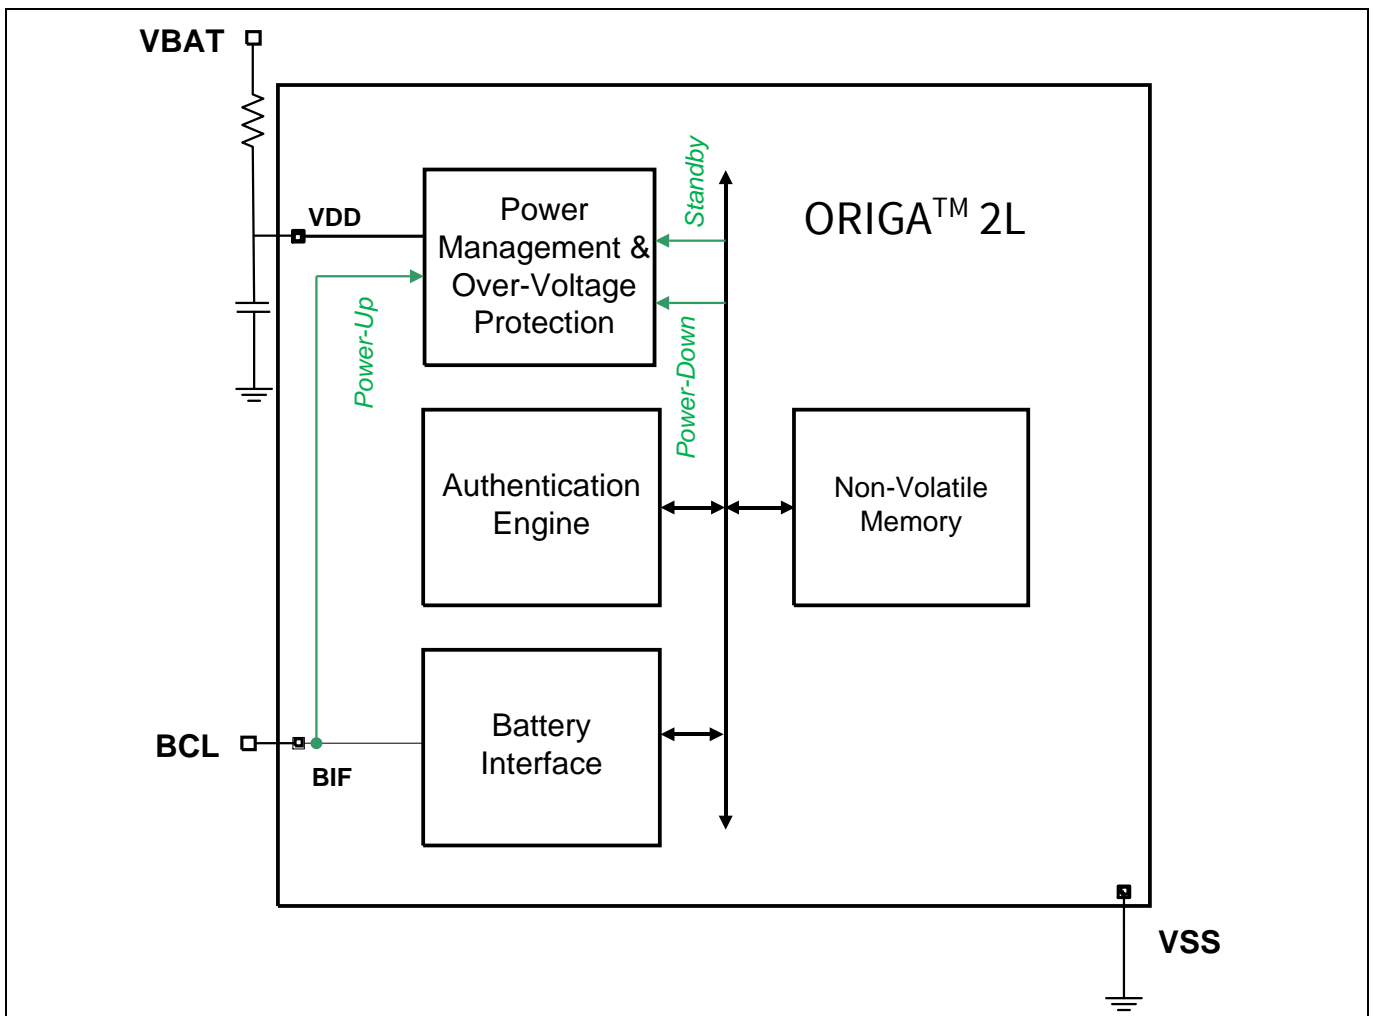 VBAT
Standby
ORIGA™ 2L
VDD
Power
Management &
Over-Voltage
Protection
Power-Up
Power-Down
Authentication
Engine
Non-Volatile
Memory
Battery
Interface
BCL
BIF
VSS